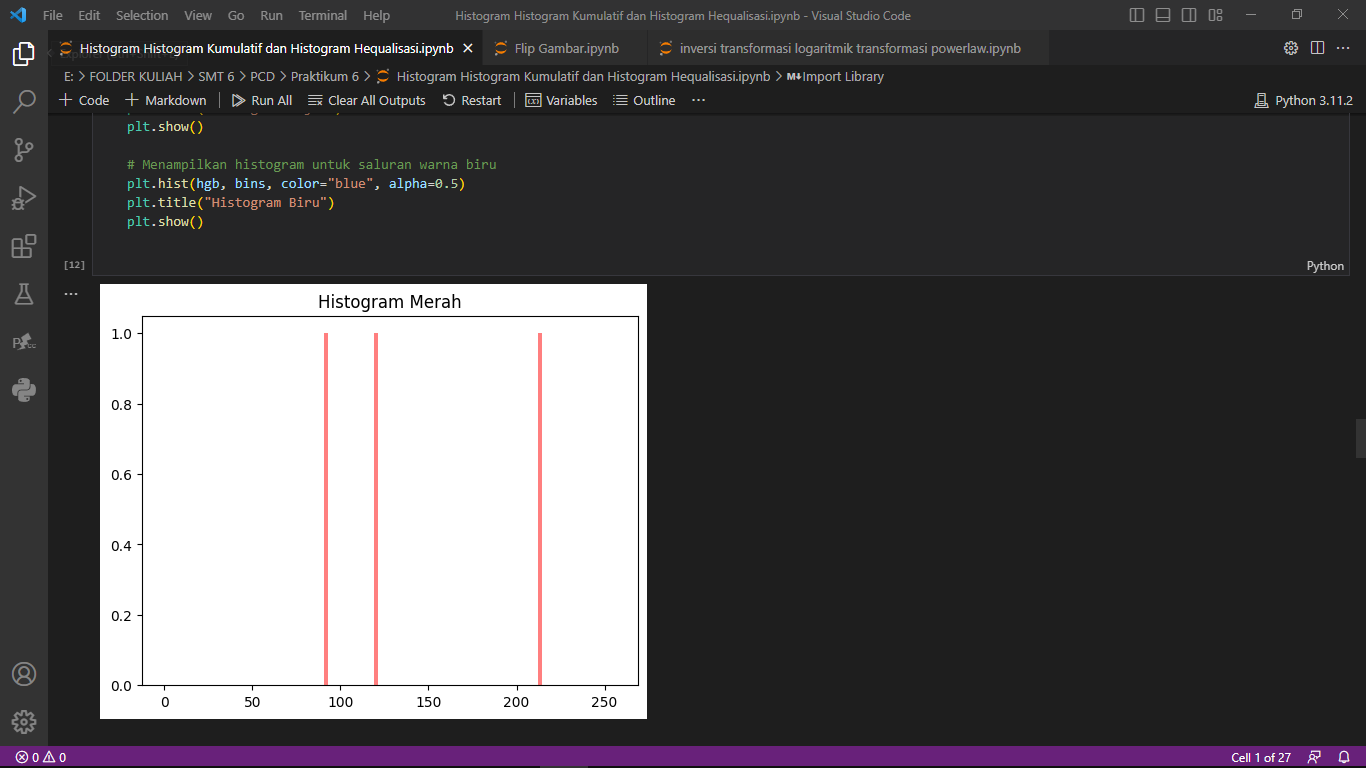 File Edit Selection View Go Run Terminal Help Histogram Histogram Kumulatif dan Histogram Hequalisasi.ipynb - Visual Studio Code
Histogram Histogram Kumulatif dan Histogram Hequalisasi.ipynb Flip Gambar.ipynb inversi transformasi logaritmik transformasi powerlaw.ipynb
E: > FOLDER KULIAH > SMT 6 > PCD > Praktikum 6 > Histogram Histogram Kumulatif dan Histogram Hequalisasi.ipynb > M↓Import Library
+ Code + Markdown Run All Clear All Outputs Restart Variables Outline ... Python 3.11.2
plt.show()
# Menampilkan histogram untuk saluran warna biru
plt.hist(hgb, bins, color="blue", alpha=0.5)
plt.title("Histogram Biru")
plt.show()
[12]
Python
...
Histogram Merah
1.0
0.8
0.6
0.4
0.2
0.0
0 50 100 150 200 250
0 0 Cell 1 of 27